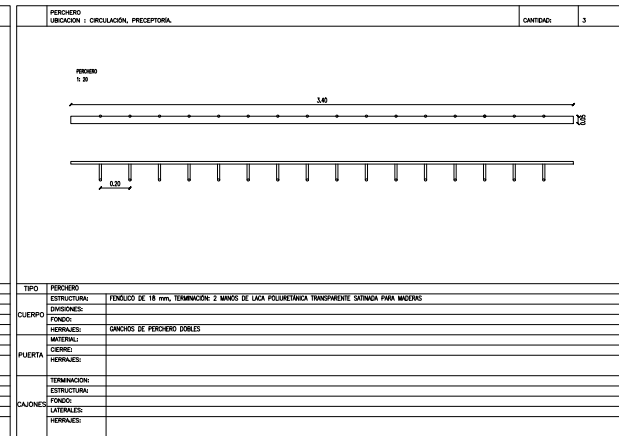 PERCHERO
UBICACION : CIRCULACIÓN, PRECEPTORÍA.
CANTIDAD:
3
PERCHERO
1: 20
3.40
0.20
TIPO
PERCHERO
CUERPO
ESTRUCTURA:
FENÓLICO DE 18 mm, TERMINACIÓN: 2 MANOS DE LACA POLIURETÁNICA TRANSPARENTE SATINADA PARA MADERAS
DIVISIONES:
FONDO:
HERRAJES:
GANCHOS DE PERCHERO DOBLES
PUERTA
MATERIAL:
CIERRE:
HERRAJES:
CAJONES
TERMINACION:
ESTRUCTURA:
FONDO:
LATERALES:
HERRAJES: